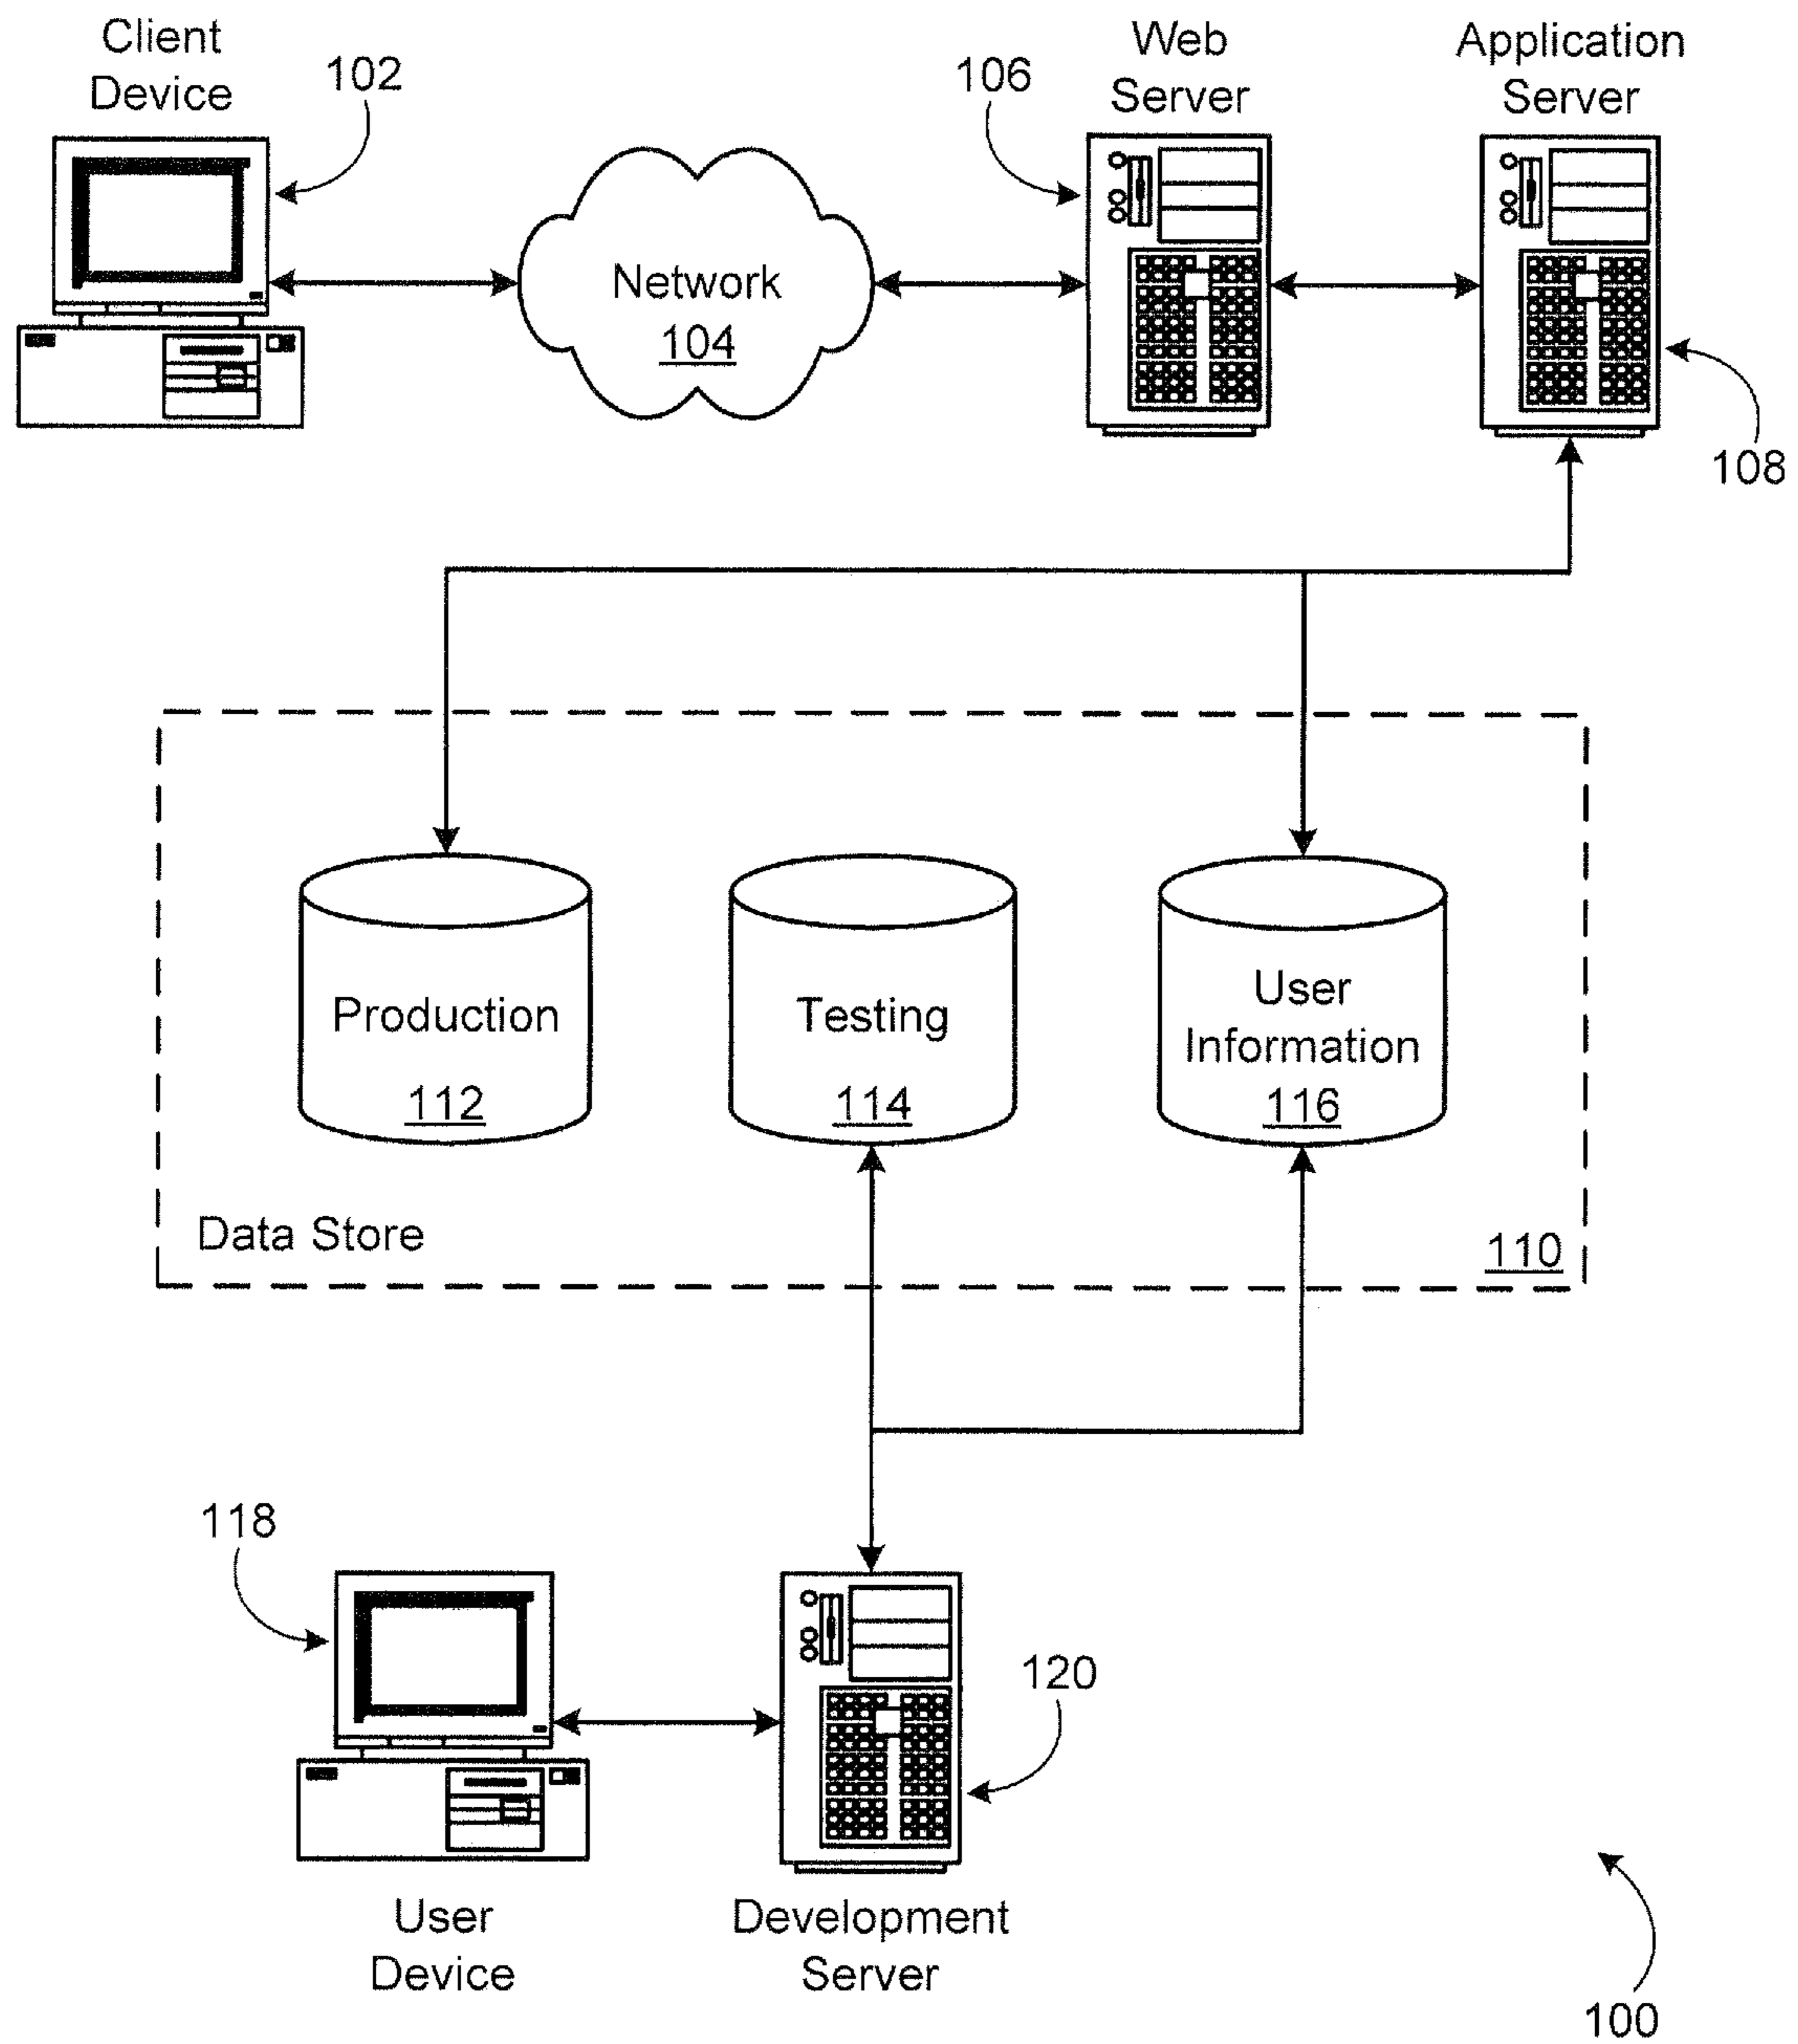 Client
Device
102
106
Web
Server
Application
Server
Network
104
108
Production
112
Testing
114
User
Information
116
Data Store
110
118
120
User
Device
Development
Server
100